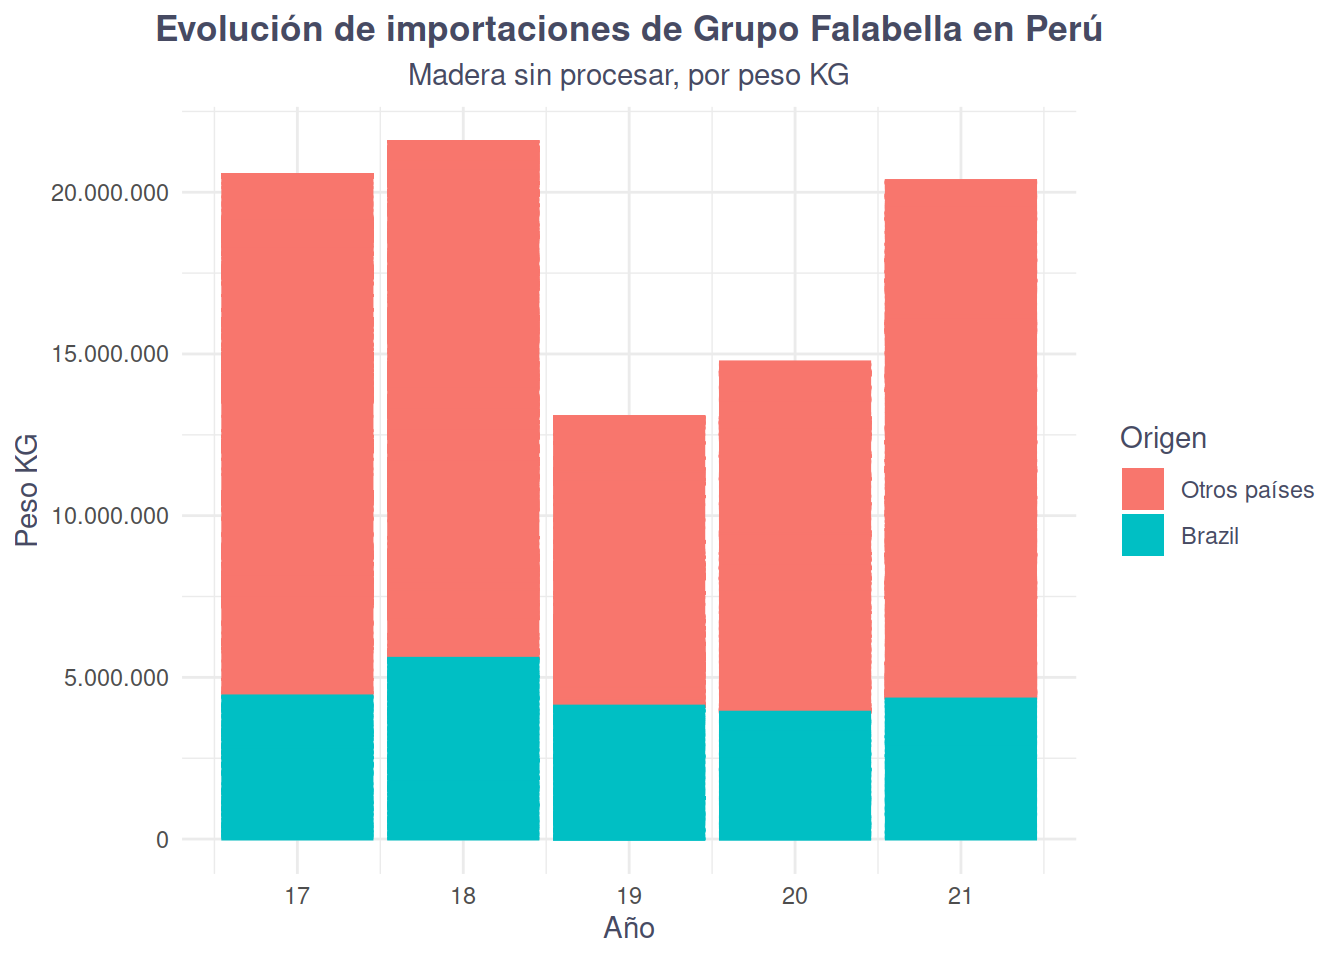 Evolución de importaciones de Grupo Falabella en Perú
Madera sin procesar, por peso KG
Peso KG
20.000.000
15.000.000
10.000.000
5.000.000
0
17
18
19
20
21
Año
Origen
Otros países
Brazil